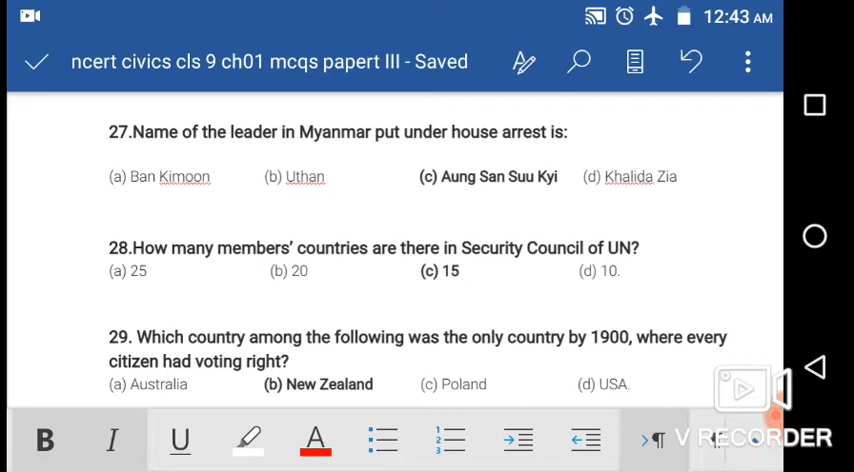 12:43 AM
ncert civics cls 9 ch01 mcqs papert III - Saved
27.Name of the leader in Myanmar put under house arrest is:
(a) Ban Kimoon (b) Uthan (c) Aung San Suu Kyi (d) Khalida Zia
28.How many members' countries are there in Security Council of UN?
(a) 25 (b) 20 (c) 15 (d) 10.
29. Which country among the following was the only country by 1900, where every
citizen had voting right?
(a) Australia (b) New Zealand (c) Poland (d) USA.
B I U A 1 2 3 ¶
V RECORDER